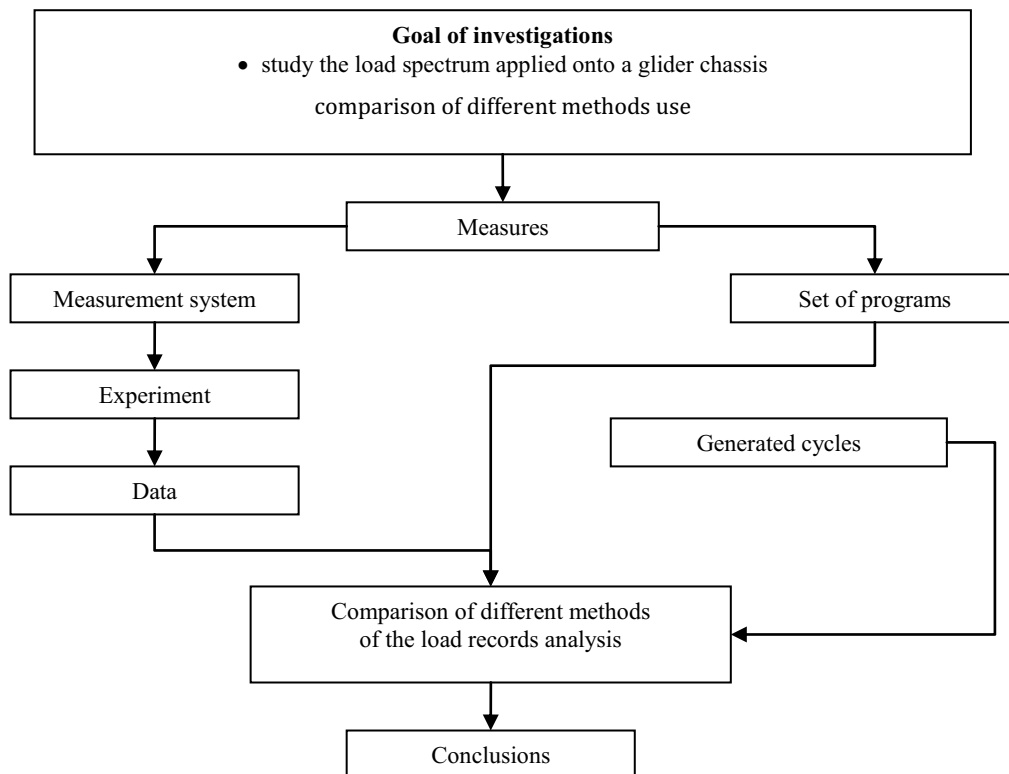 Goal of investigations
• study the load spectrum applied onto a glider chassis
comparison of different methods use
Measures
Measurement system
Set of programs
Experiment
Generated cycles
Data
Comparison of different methods
of the load records analysis
Conclusions